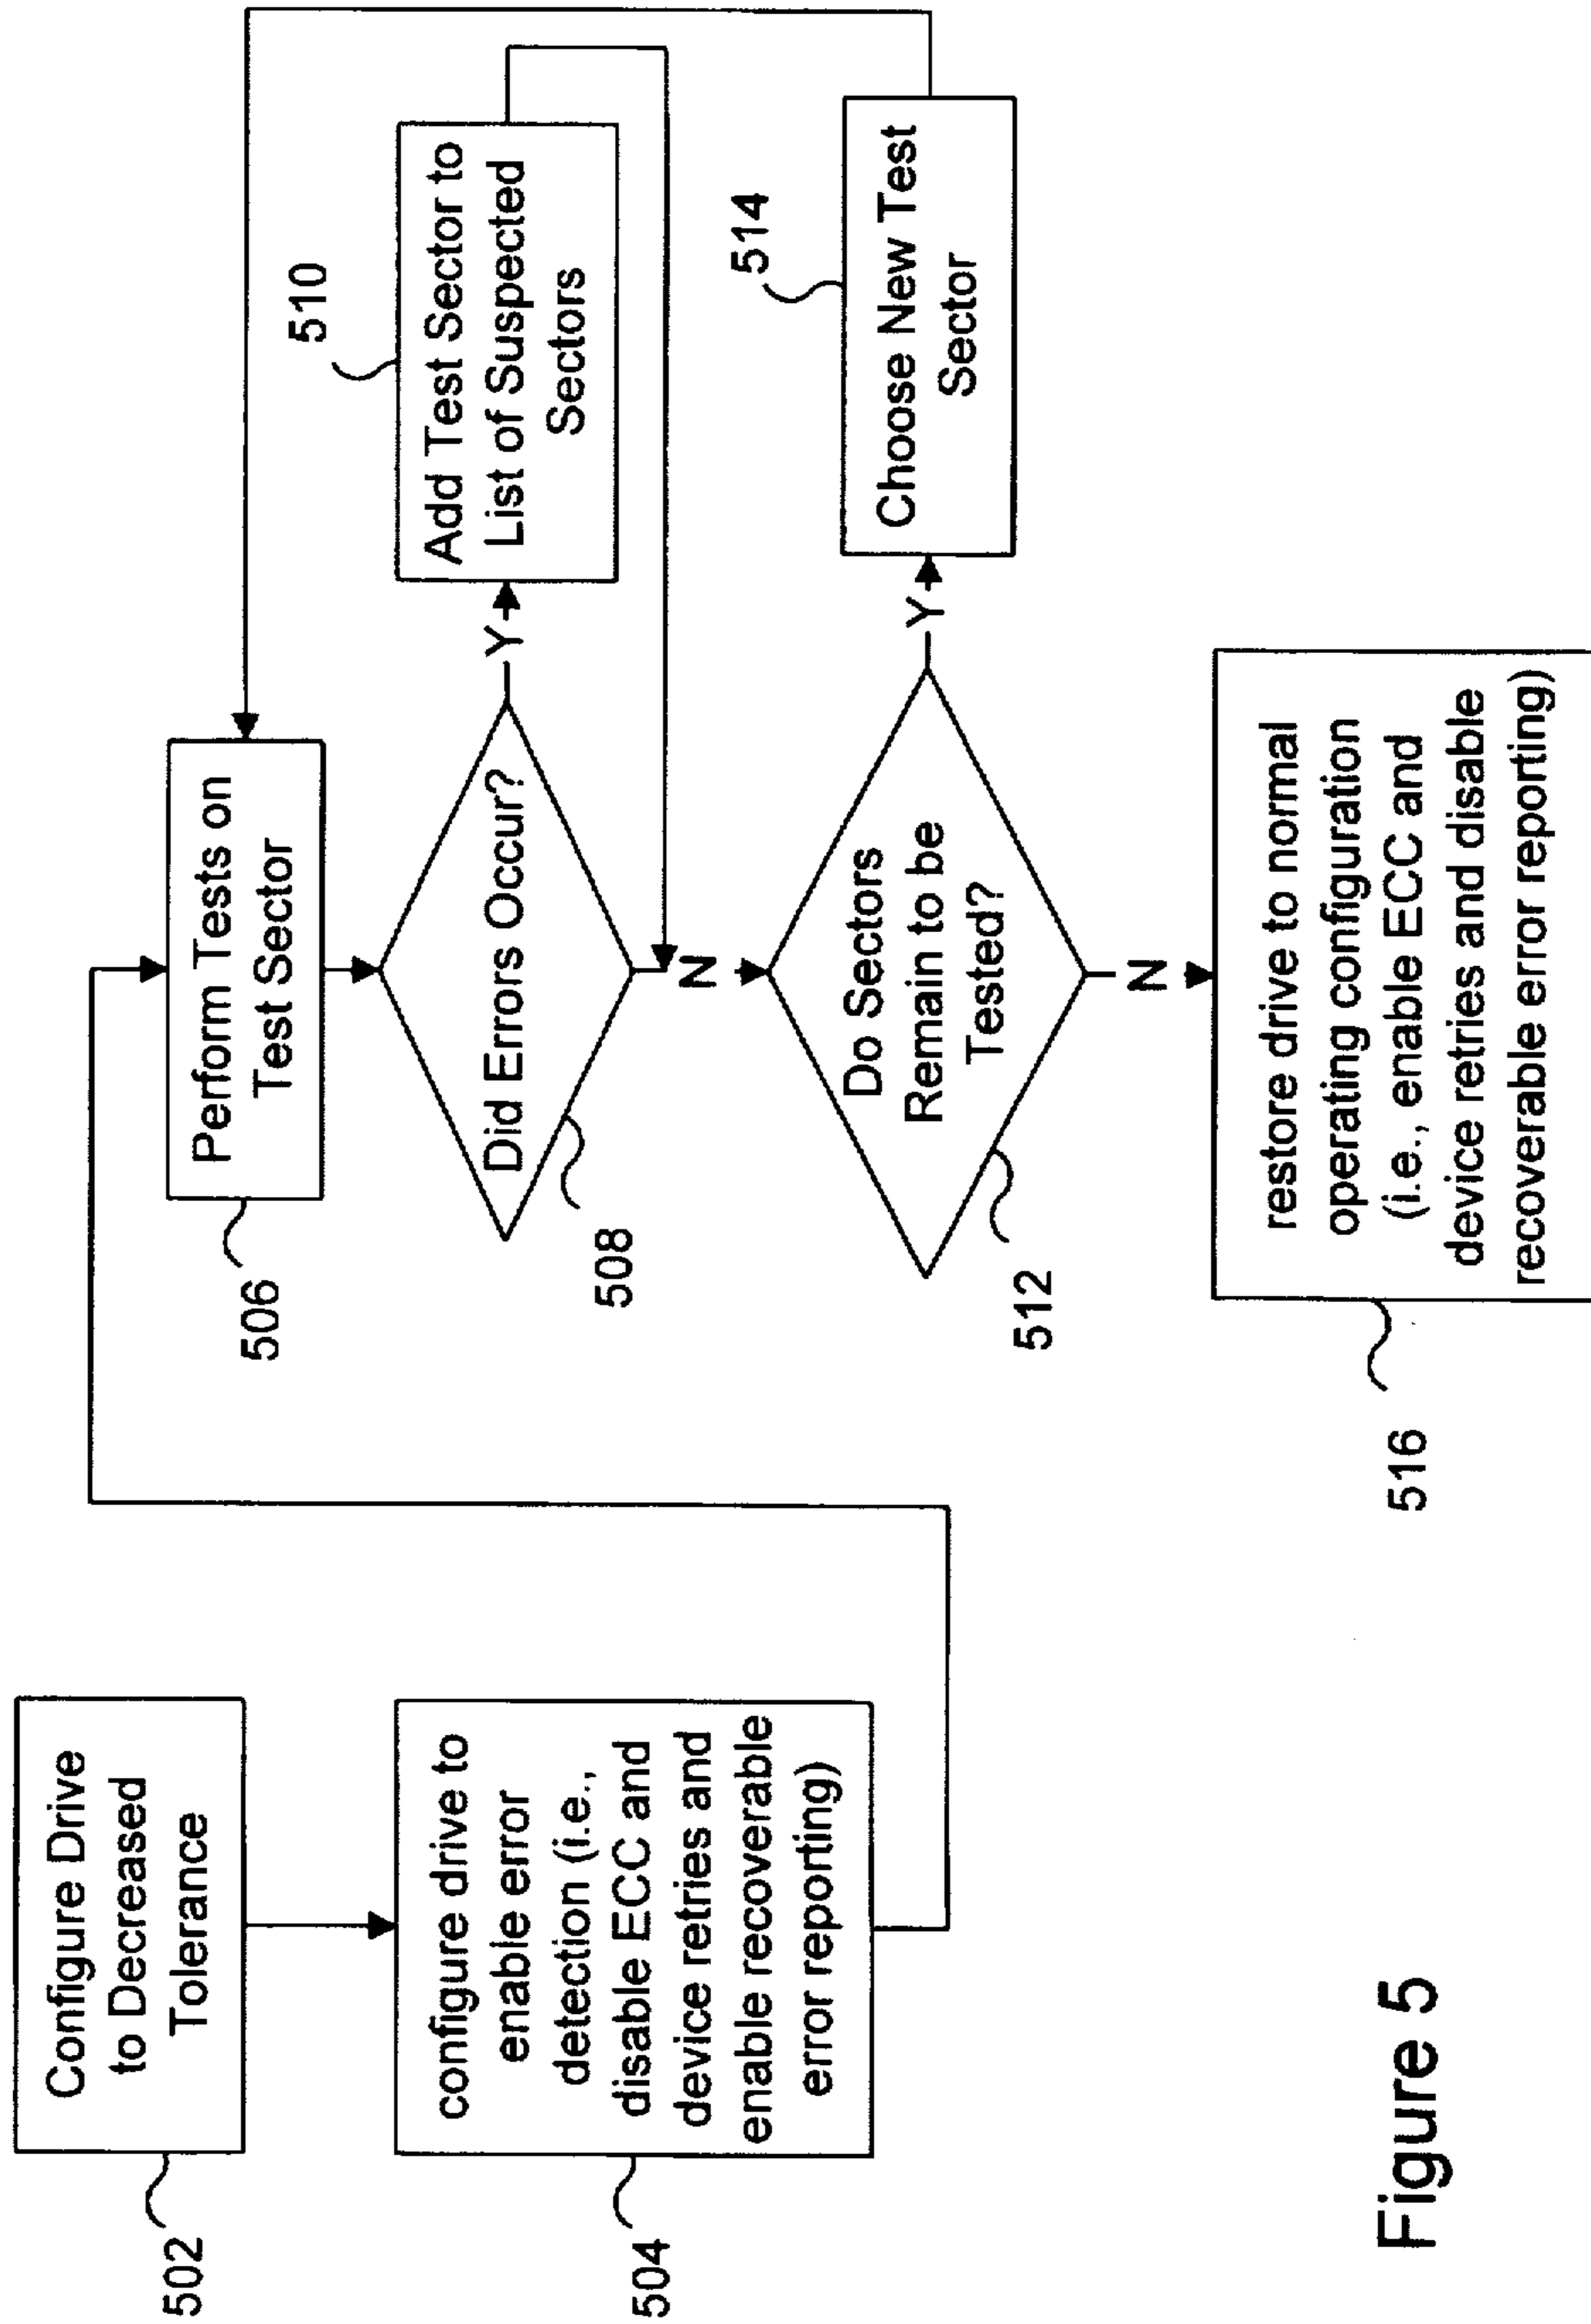 502
Configure Drive
to Decreased
Tolerance
504
configure drive to
enable error
detection (i.e.,
disable ECC and
device retries and
enable recoverable
error reporting)
506
Perform Tests on
Test Sector
508
Did Errors Occur?
Y
N
510
Add Test Sector to
List of Suspected
Sectors
512
Do Sectors
Remain to be
Tested?
Y
N
514
Choose New Test
Sector
516
restore drive to normal
operating configuration
(i.e., enable ECC and
device retries and disable
recoverable error reporting)
Figure 5